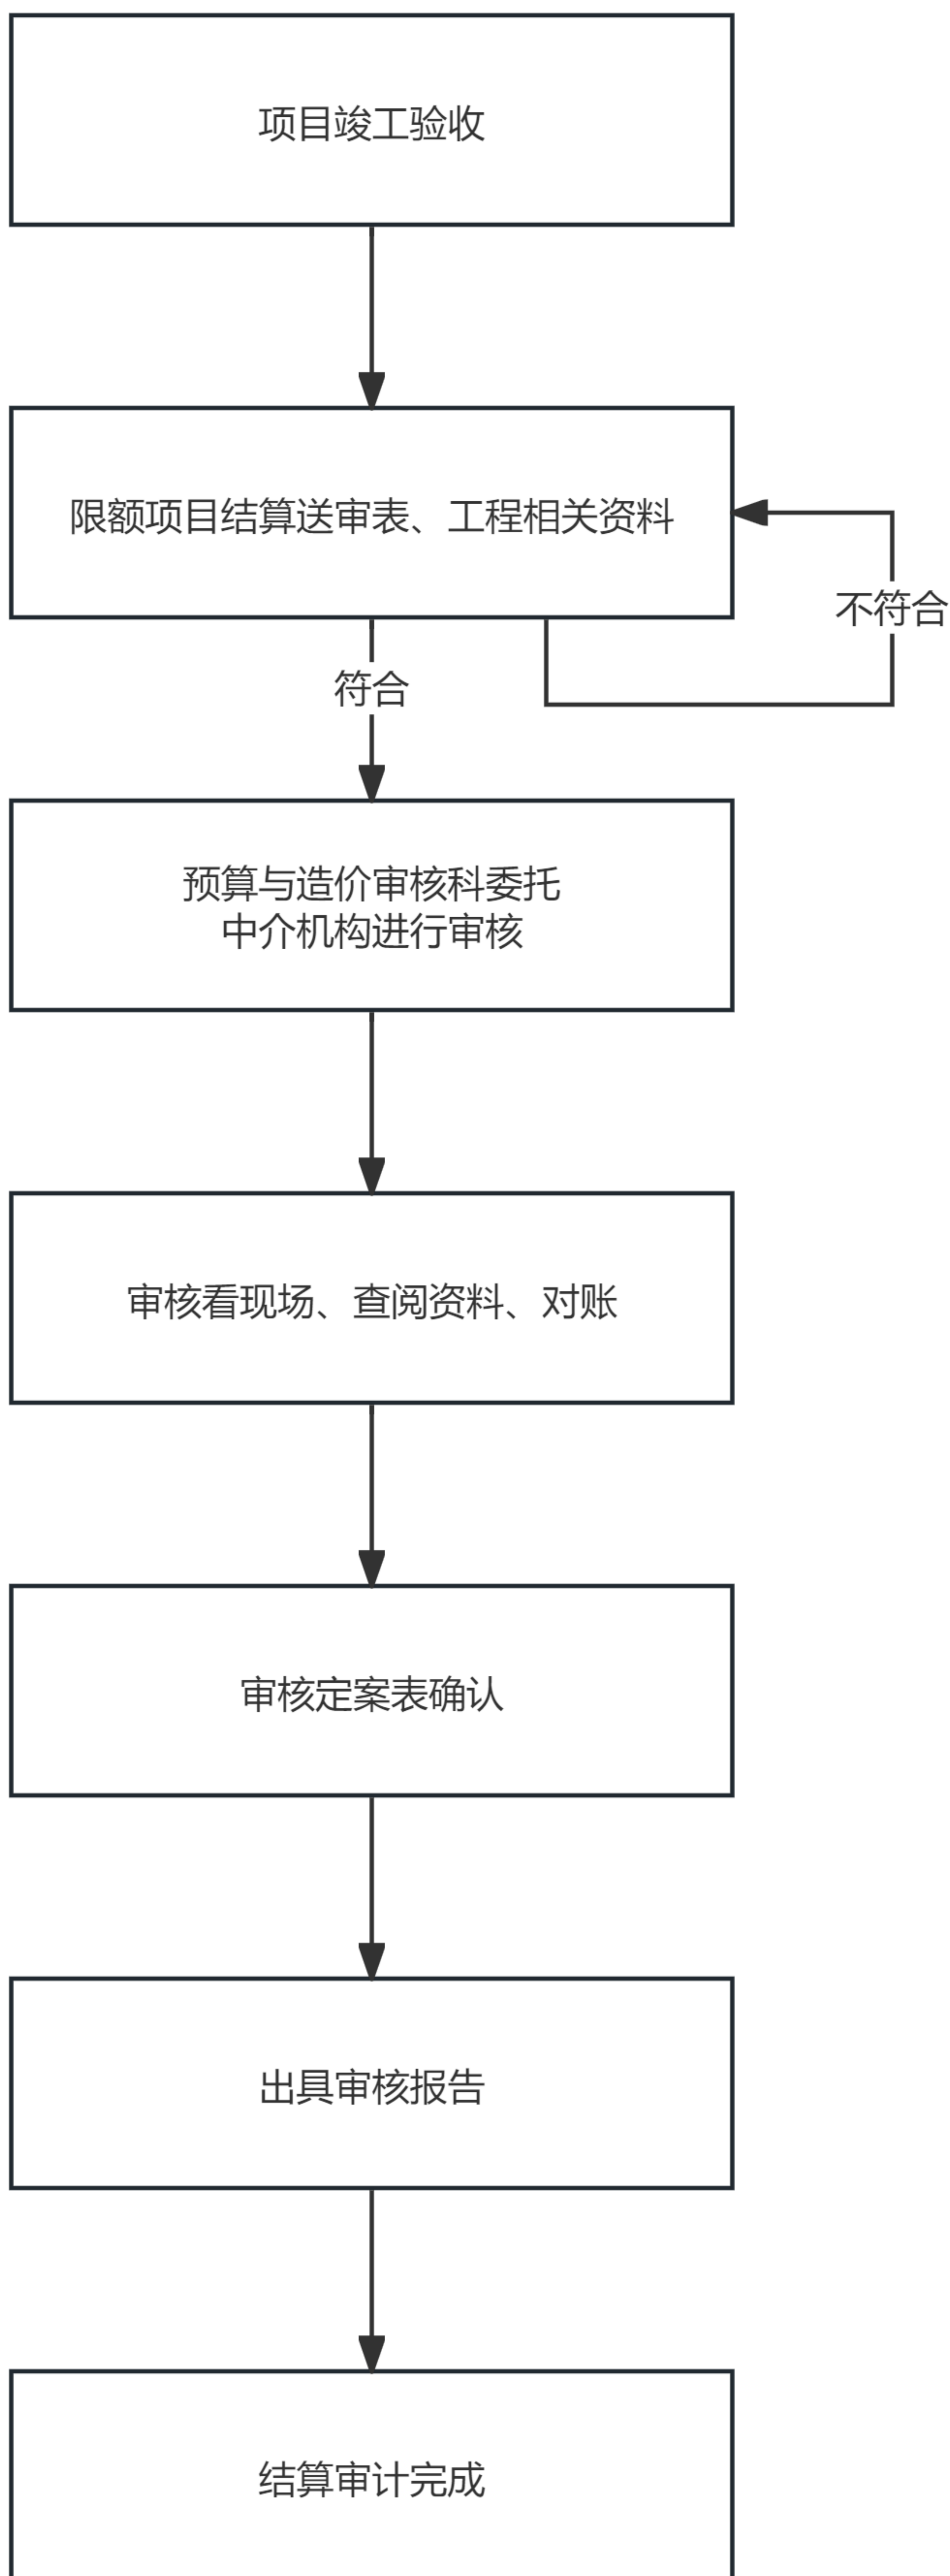 项目竣工验收
限额项目结算送审表、工程相关资料
不符合
符合
预算与造价审核科委托
中介机构进行审核
审核看现场、查阅资料、对账
审核定案表确认
出具审核报告
结算审计完成